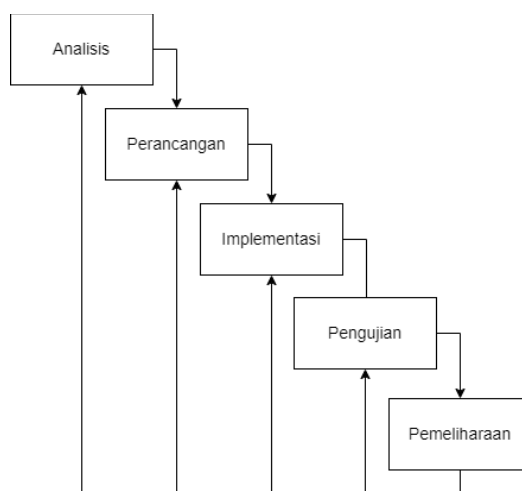 Analisis
Perancangan
Implementasi
Pengujian
Pemeliharaan